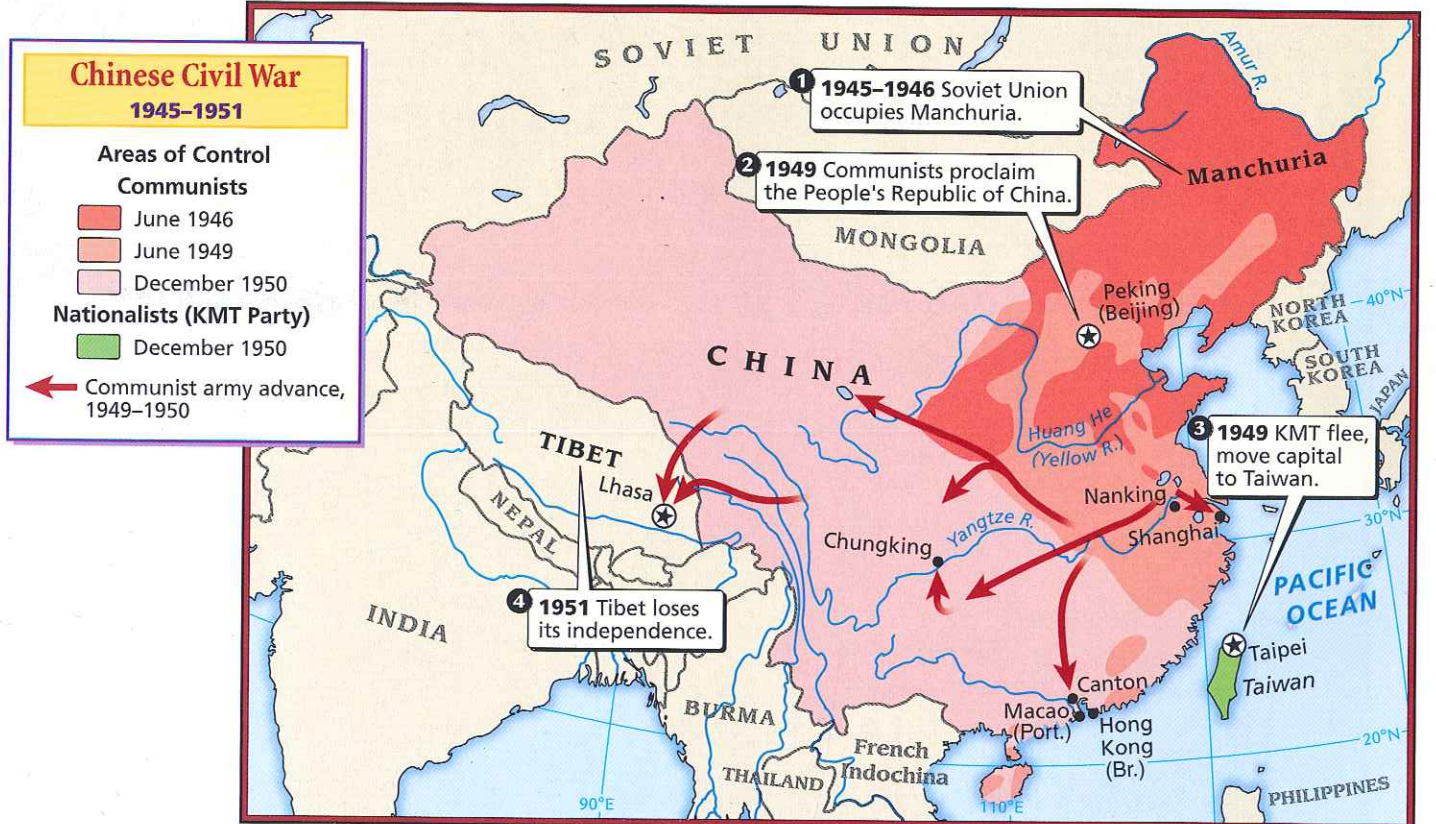 Chinese Civil War
1945–1951
Areas of Control
Communists
June 1946
June 1949
December 1950
Nationalists (KMT Party)
December 1950
Communist army advance,
1949–1950
SOVIET UNION
Amur R.
1 1945–1946 Soviet Union
occupies Manchuria.
Manchuria
2 1949 Communists proclaim
the People's Republic of China.
MONGOLIA
Peking
(Beijing)
NORTH
KOREA
40°N
SOUTH
KOREA
JAPAN
CHINA
Huang He
(Yellow R.)
3 1949 KMT flee,
move capital
to Taiwan.
TIBET
Lhasa
NEPAL
Nanking
Shanghai
30°N
Chungking
Yangtze R.
PACIFIC
OCEAN
4 1951 Tibet loses
its independence.
INDIA
Taipei
Taiwan
Canton
Macao
(Port.)
Hong
Kong
(Br.)
BURMA
French
Indochina
THAILAND
20°N
90°E
110°E
PHILIPPINES